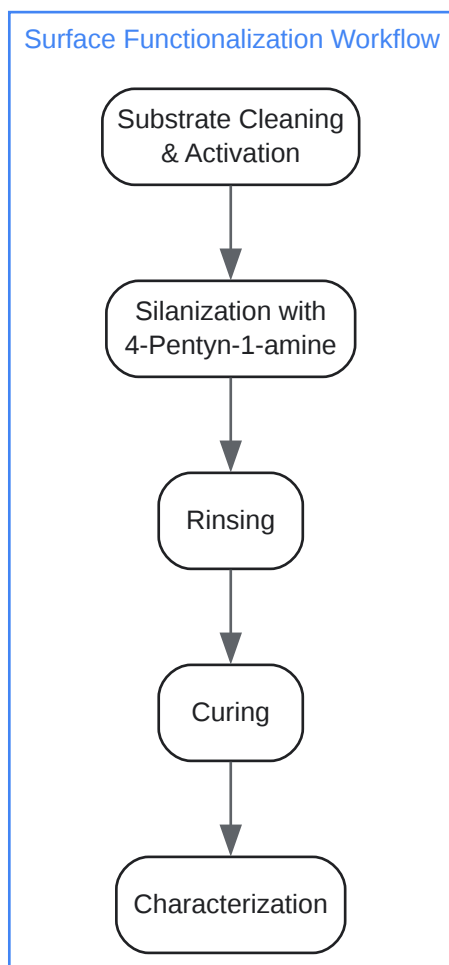 Surface Functionalization Workflow
Substrate Cleaning
& Activation
Silanization with
4-Pentyn-1-amine
Rinsing
Curing
Characterization